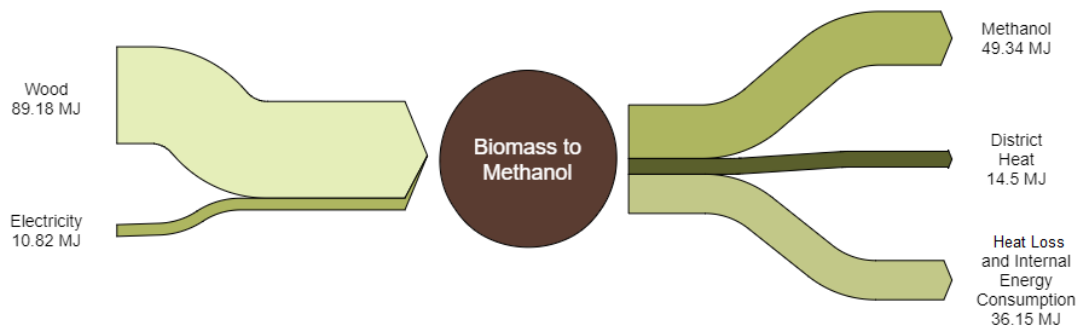 Wood
89.18 MJ
Electricity
10.82 MJ
Biomass to
Methanol
Methanol
49.34 MJ
District
Heat
14.5 MJ
Heat Loss
and Internal
Energy
Consumption
36.15 MJ